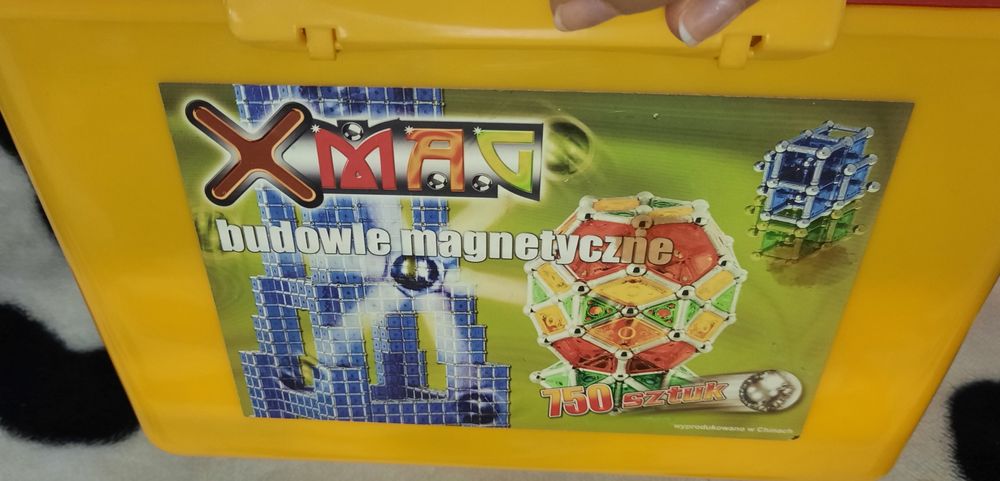 XMAG
budowle magnetyczne
750 sztuk
wyprodukowano w Chinach